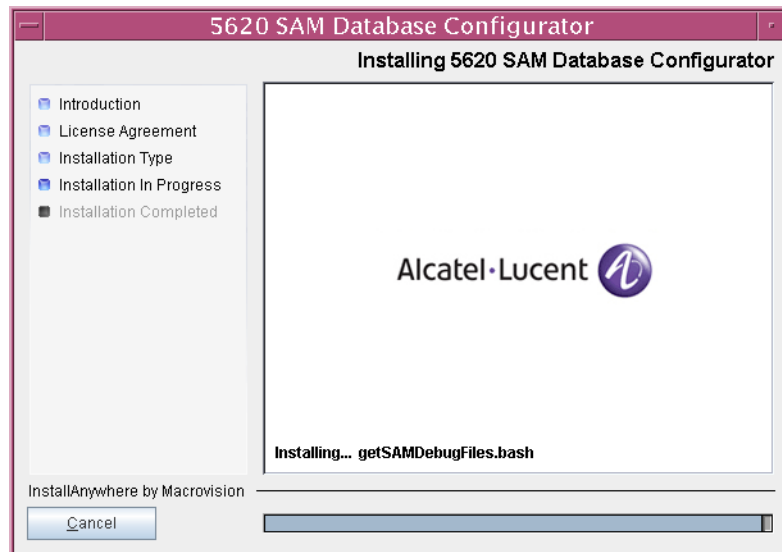 5620 SAM Database Configurator
Installing 5620 SAM Database Configurator
Introduction
License Agreement
Installation Type
Installation In Progress
Installation Completed
Alcatel·Lucent
Installing... getSAMDebugFiles.bash
InstallAnywhere by Macrovision
Cancel